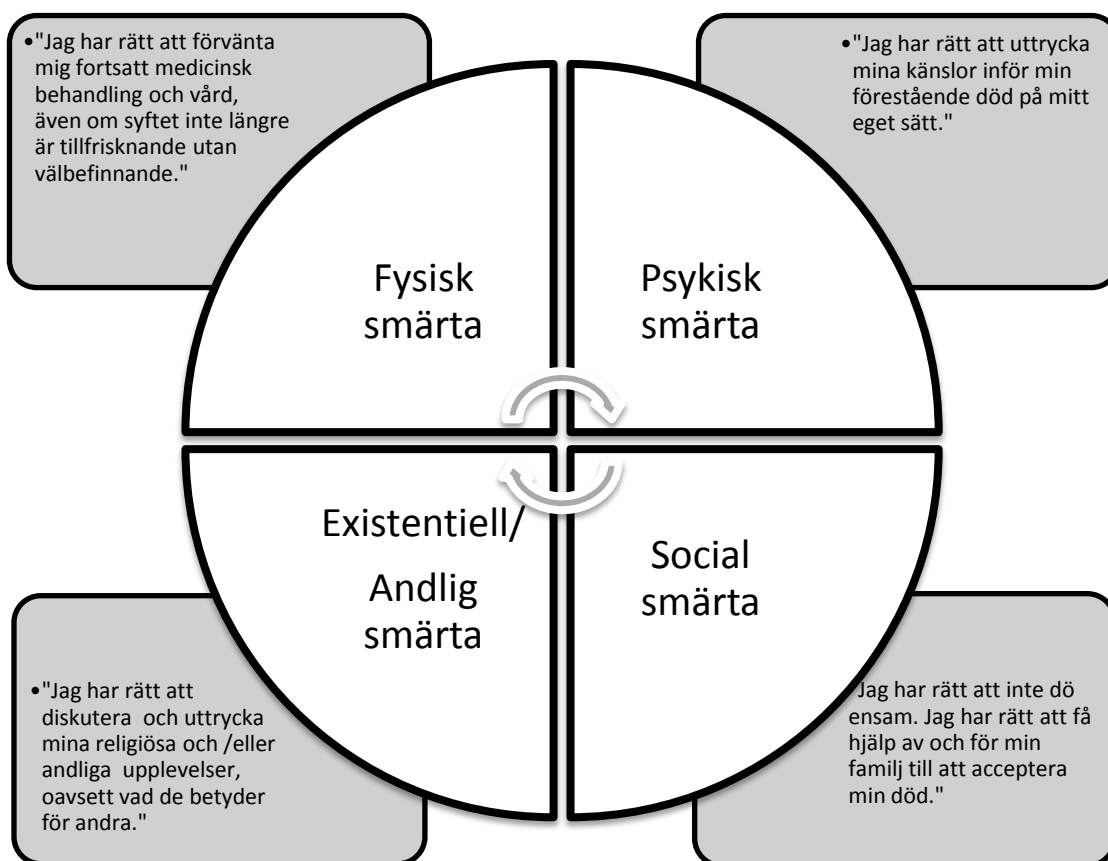 •"Jag har rätt att förvänta
mig fortsatt medicinsk
behandling och vård,
även om syftet inte längre
är tillfrisknande utan
välbefinnande."
•"Jag har rätt att uttrycka
mina känslor inför min
förestående död på mitt
eget sätt."
Fysisk
smärta
Psykisk
smärta
Existentiell/
Andlig
smärta
Social
smärta
•"Jag har rätt att
diskutera och uttrycka
mina religiösa och /eller
andliga upplevelser,
oavsett vad de betyder
för andra."
Jag har rätt att inte dö
ensam. Jag har rätt att få
hjälp av och för min
familj till att acceptera
min död."